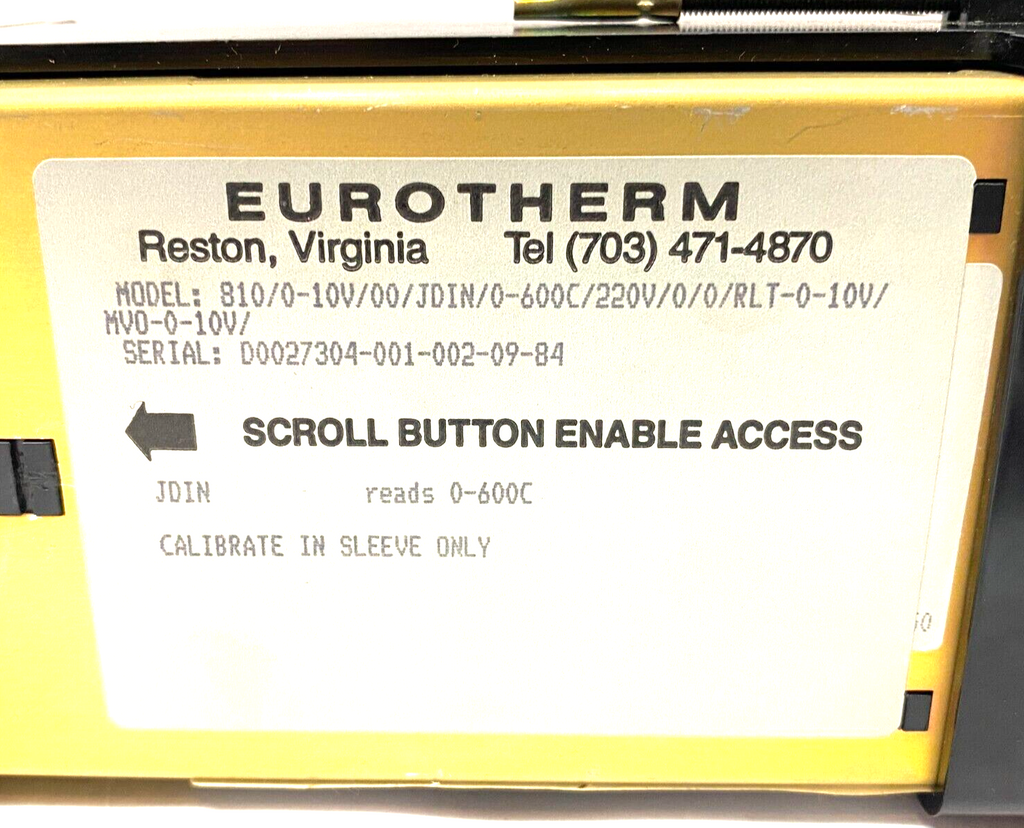 EUROTHERM
Reston, Virginia Tel (703) 471-4870
MODEL: 810/0-10V/00/JDIN/0-600C/220V/0/0/RLT-0-10V/
MVO-0-10V/
SERIAL: D0027304-001-002-09-84
SCROLL BUTTON ENABLE ACCESS
JDIN reads 0-600C
CALIBRATE IN SLEEVE ONLY